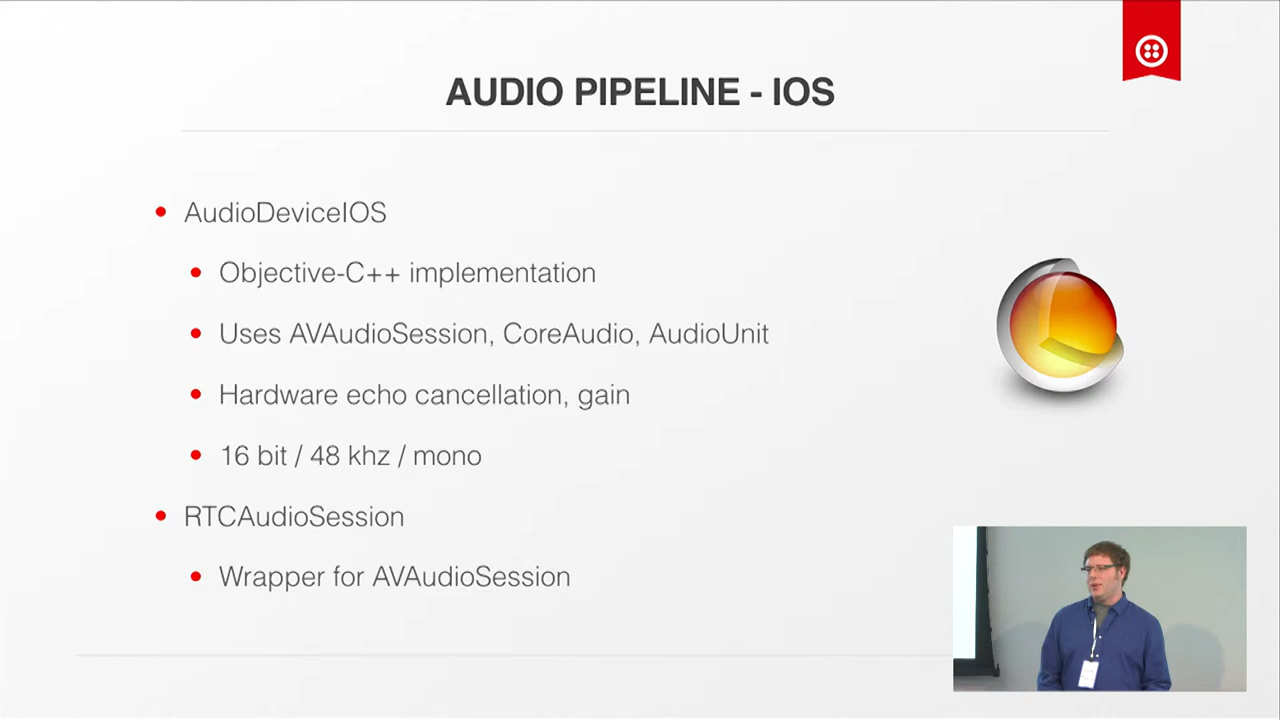 AUDIO PIPELINE - IOS
AudioDeviceIOS
Objective-C++ implementation
Uses AVAudioSession, CoreAudio, AudioUnit
Hardware echo cancellation, gain
16 bit / 48 khz / mono
RTCAudioSession
Wrapper for AVAudioSession